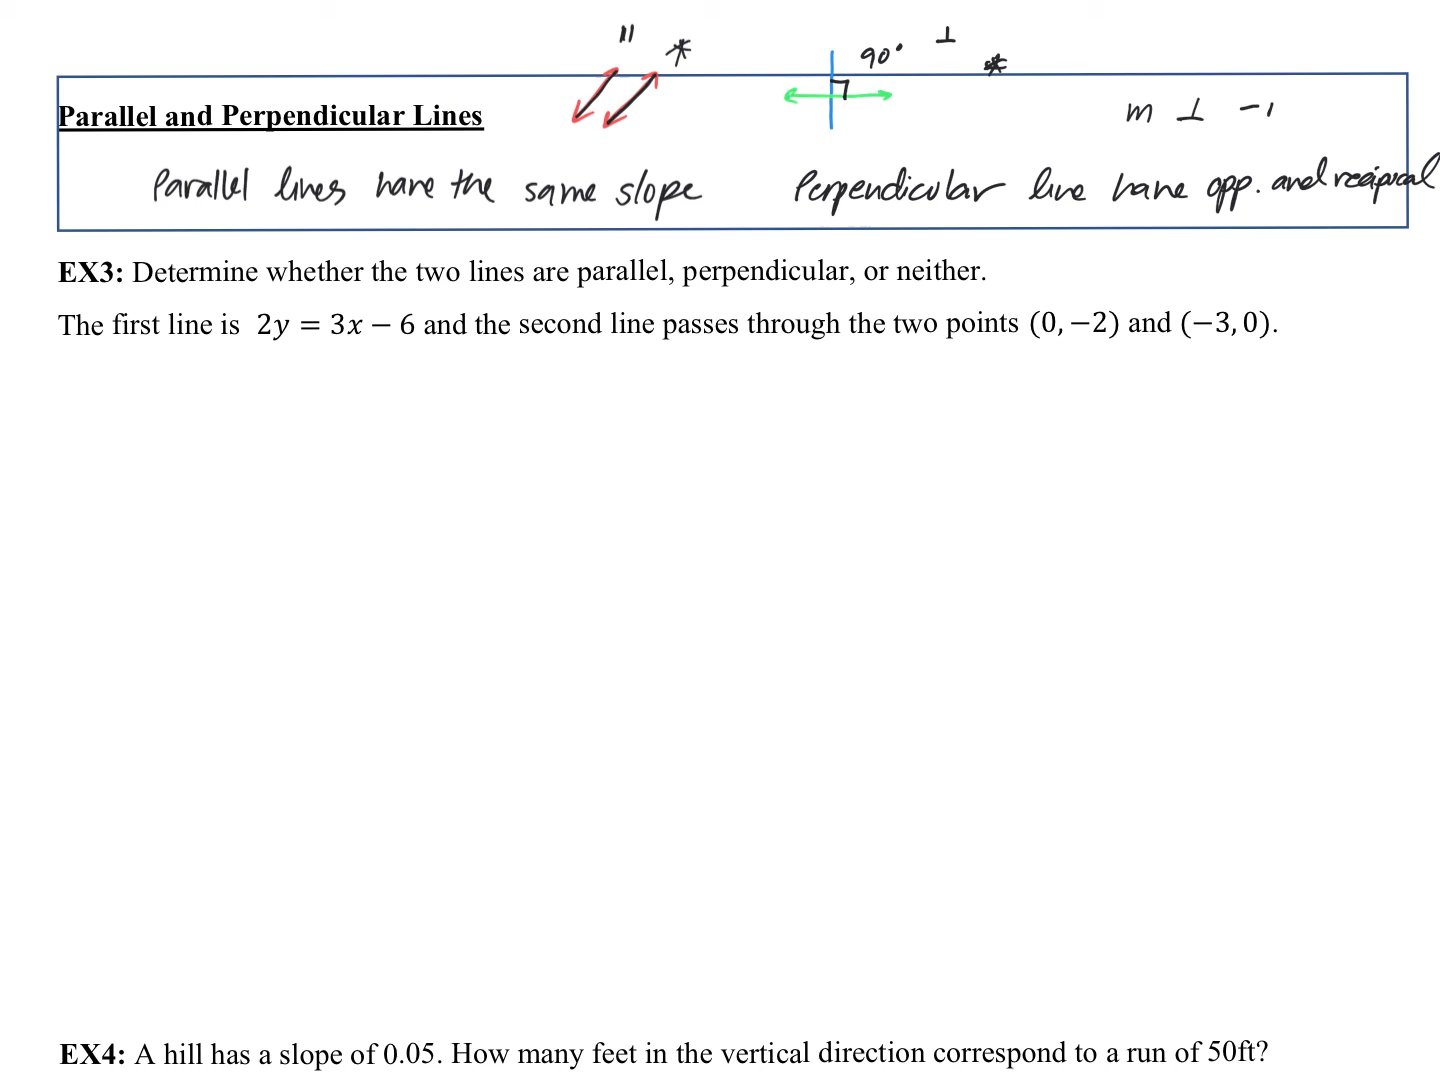 " * 90° ⊥ *
Parallel and Perpendicular Lines m ⊥ -1
Parallel lines have the same slope Perpendicular line have opp. and recipical
EX3: Determine whether the two lines are parallel, perpendicular, or neither.
The first line is 2y = 3x − 6 and the second line passes through the two points (0, −2) and (−3, 0).
EX4: A hill has a slope of 0.05. How many feet in the vertical direction correspond to a run of 50ft?